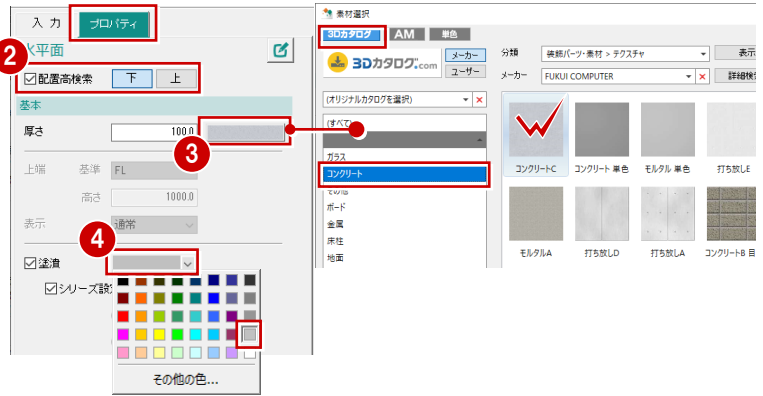 入力 プロパティ
2
水平面
配置高検索 下 上
基本
厚さ 100.0
3
上端 基準 FL
高さ 1000.0
表示 通常
4
塗潰
シリーズ設
その他の色...
素材選択
3Dカタログ AM 単色
3Dカタログ.com メーカー
ユーザー
分類 装飾パーツ・素材 > テクスチャ 表示
メーカー FUKUI COMPUTER 詳細検
(オリジナルカタログを選択)
(すべて)
ガラス
コンクリート
その他
ボード
金属
床柱
地面
コンクリートC コンクリート 単色 モルタル 単色 打ち放しE
モルタルA 打ち放しD 打ち放しA コンクリートB 目